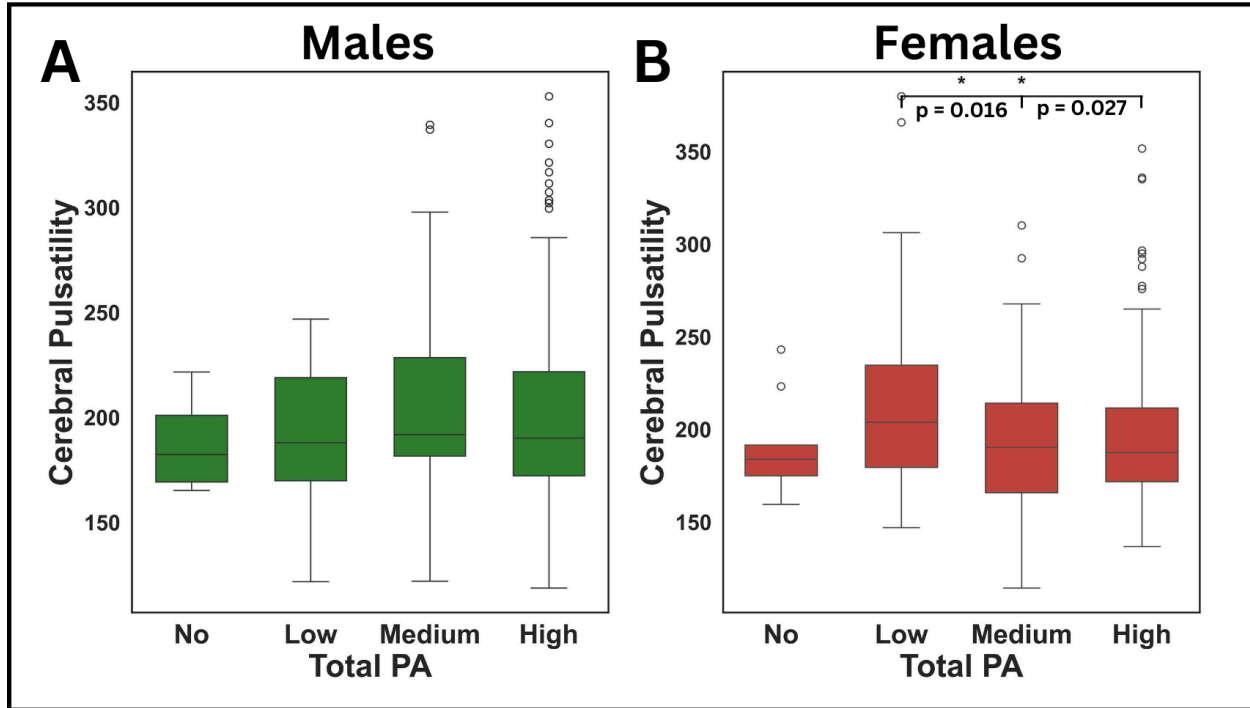 A
Males
350
300
250
200
150
Cerebral Pulsatility
No Low Medium High
Total PA
B
Females
* *
p = 0.016 p = 0.027
350
300
250
200
150
Cerebral Pulsatility
No Low Medium High
Total PA